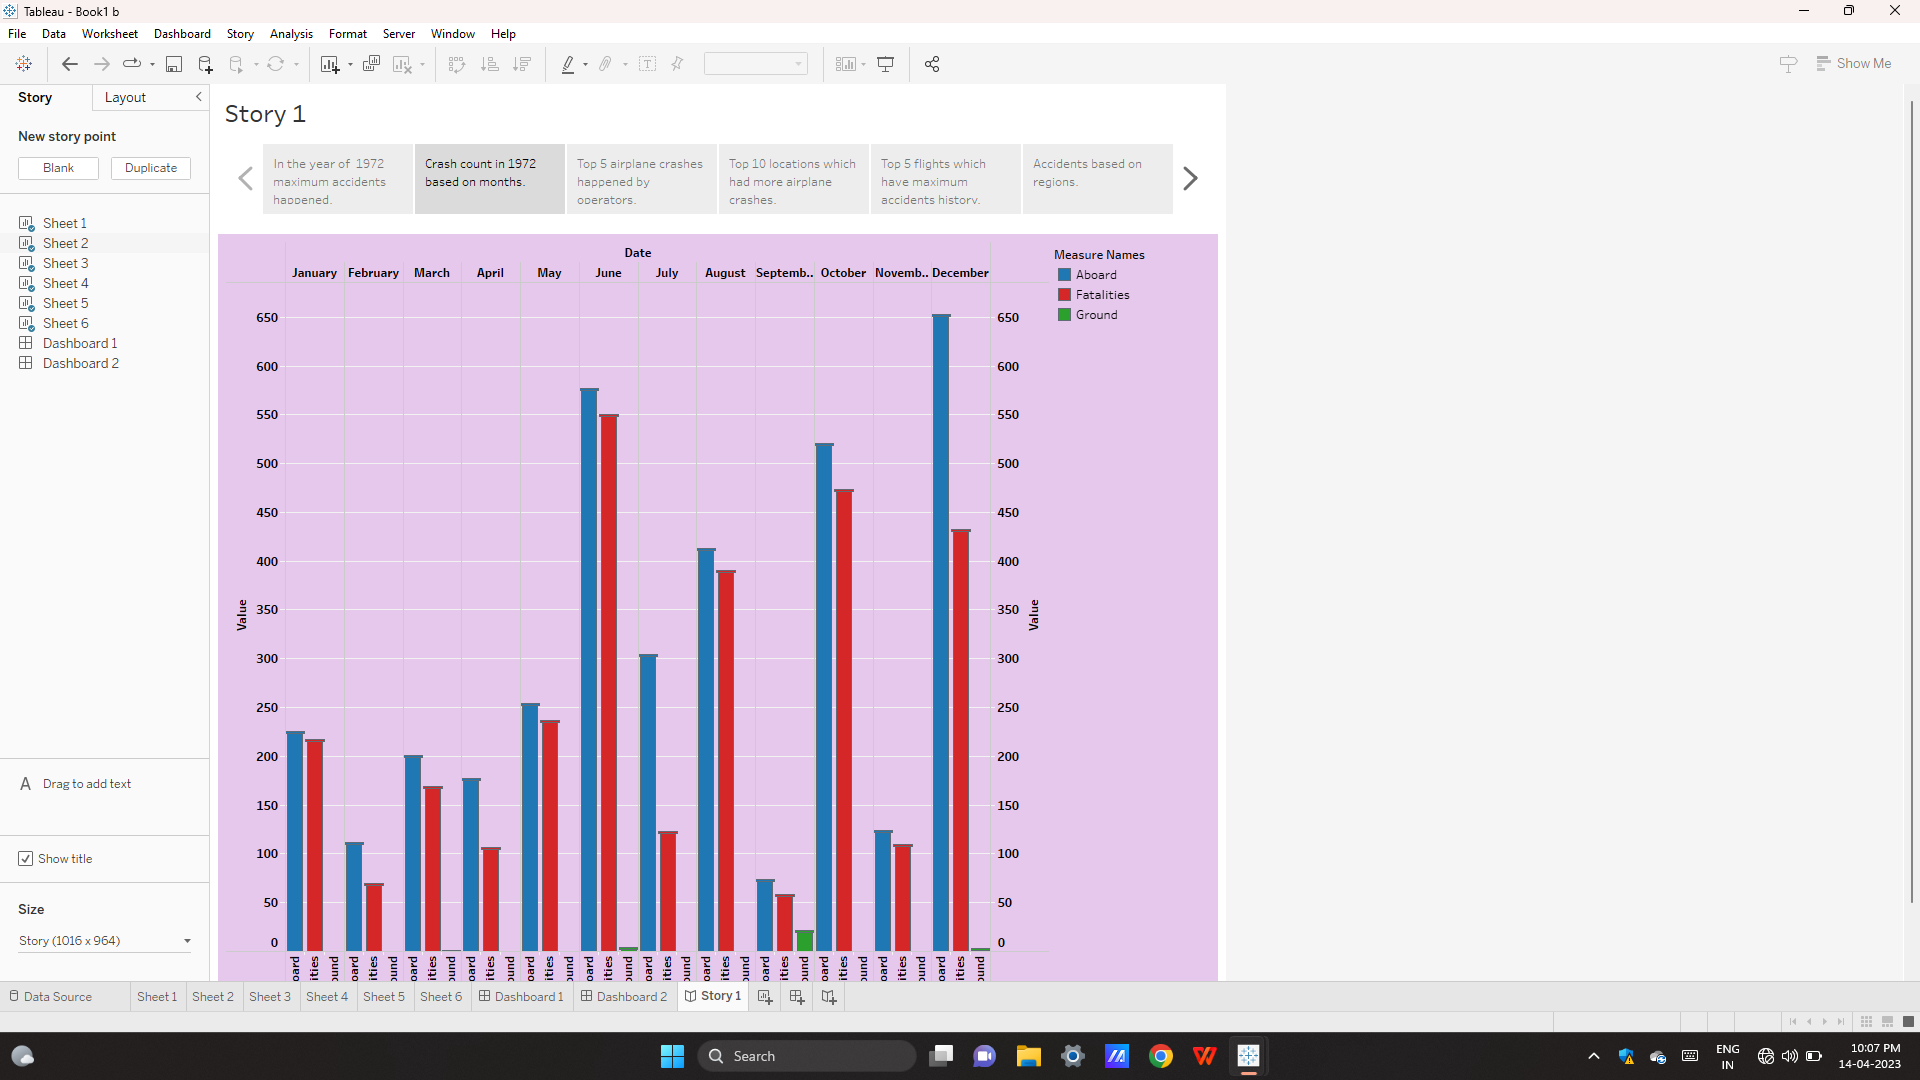 Tableau - Book1 b
File Data Worksheet Dashboard Story Analysis Format Server Window Help
Show Me
Story Layout
New story point
Blank Duplicate
Sheet 1
Sheet 2
Sheet 3
Sheet 4
Sheet 5
Sheet 6
Dashboard 1
Dashboard 2
A Drag to add text
Show title
Size
Story (1016 x 964)
Story 1
In the year of 1972
maximum accidents
happened.
Crash count in 1972
based on months.
Top 5 airplane crashes
happened by
operators.
Top 10 locations which
had more airplane
crashes.
Top 5 flights which
have maximum
accidents history.
Accidents based on
regions.
Date
January February March April May June July August Septemb.. October Novemb.. December
Measure Names
Aboard
Fatalities
Ground
650 650
600 600
550 550
500 500
450 450
400 400
350 350
300 300
250 250
200 200
150 150
100 100
50 50
0 0
Value Value
oard ities ound oard ities ound oard ities ound oard ities ound oard ities ound oard ities ound oard ities ound oard ities ound oard ities ound oard ities ound oard ities ound oard ities ound
Data Source Sheet 1 Sheet 2 Sheet 3 Sheet 4 Sheet 5 Sheet 6 Dashboard 1 Dashboard 2 Story 1
Search
ENG
IN
10:07 PM
14-04-2023